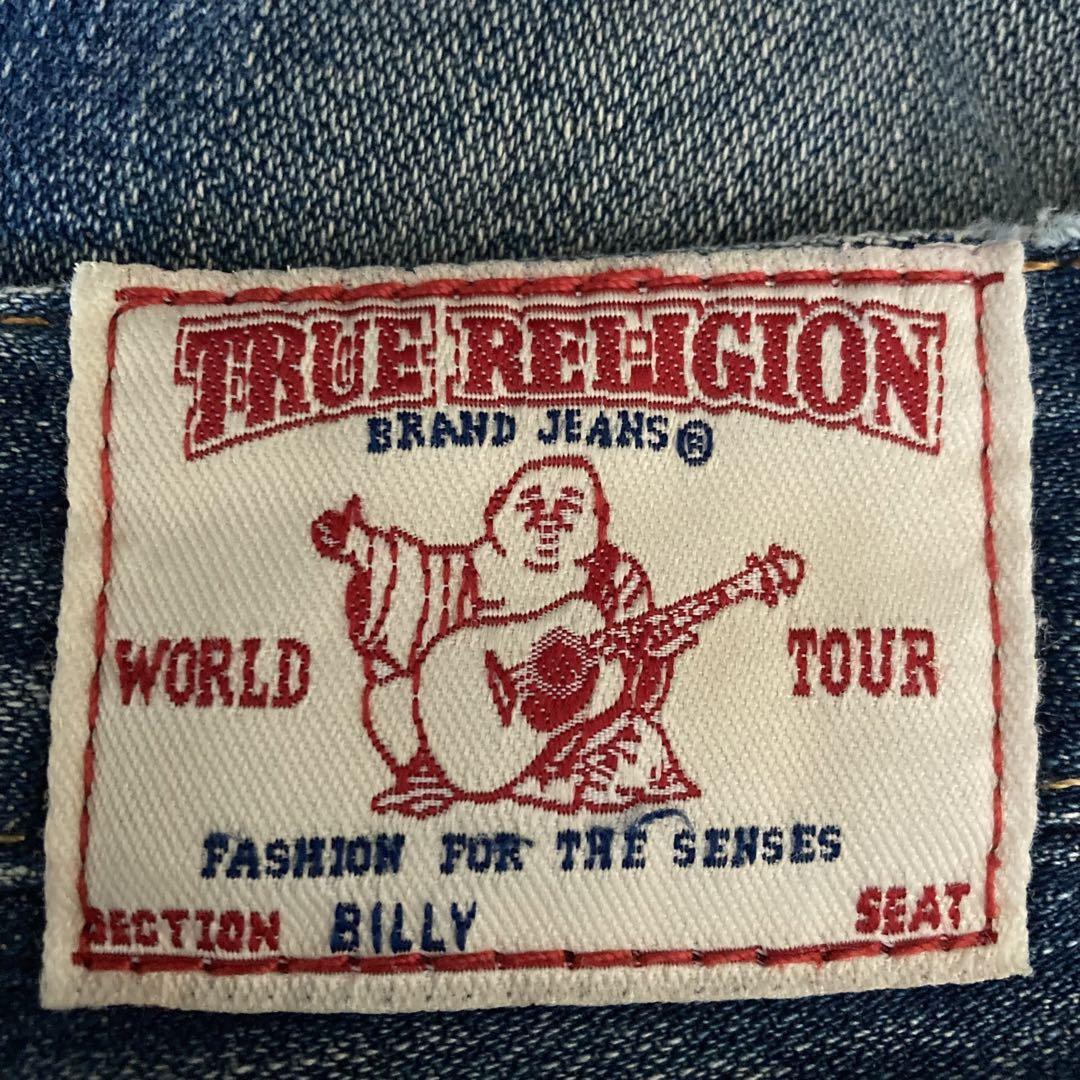 TRUE RELIGION
BRAND JEANS®
WORLD TOUR
FASHION FOR THE SENSES
SECTION BILLY SEAT